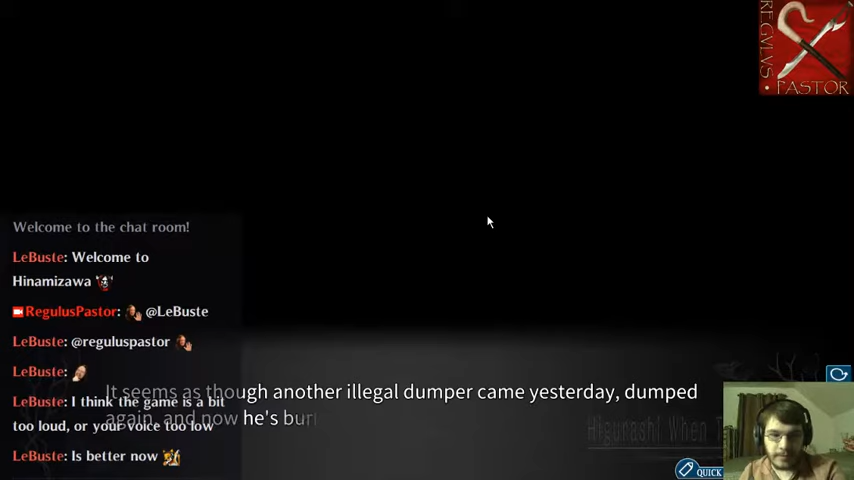 REGVLVS
• PASTOR
Welcome to the chat room!
LeBuste: Welcome to
Hinamizawa
RegulusPastor: @LeBuste
LeBuste: @reguluspastor
LeBuste:
LeBuste: I think the game is a bit
too loud, or your voice too low
LeBuste: Is better now
It seems as though another illegal dumper came yesterday, dumped
again, and now he's buri
Higurashi When T
QUICK